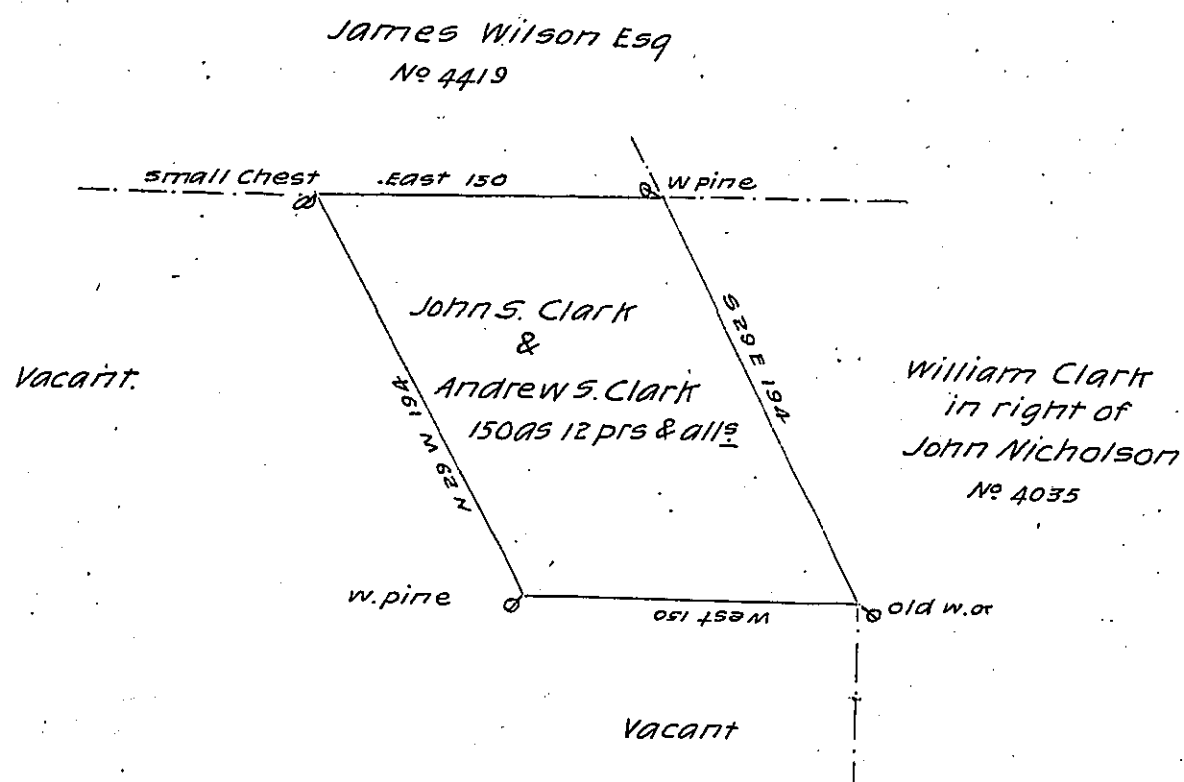 James Wilson Esq
No 4419
small Chest
East 150
W pine
John S. Clark
&
Andrew S. Clark
150as 12 prs & alls
S 29 E 194
N 29 W 194
Vacant.
William Clark
in right of
John Nicholson
No 4035
w.pine
West 150
old w.or
Vacant